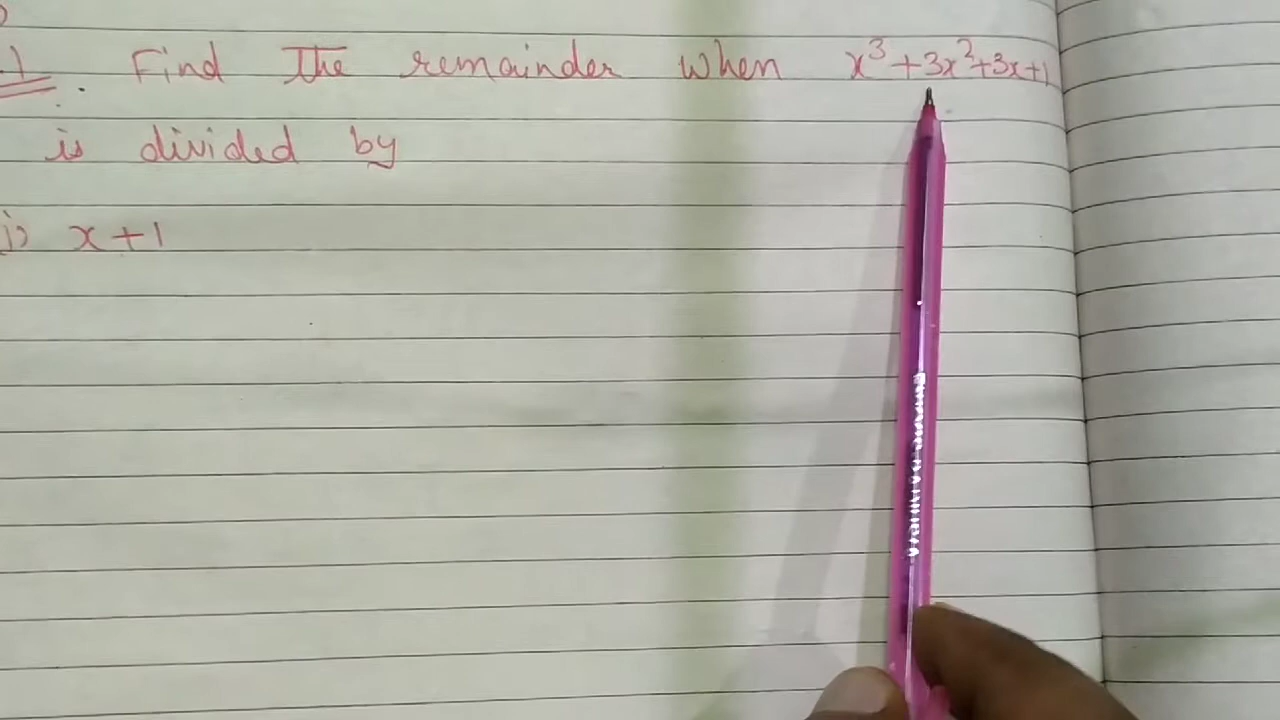 1. Find The remainder when x³+3x²+3x+1
is divided by
i) x+1